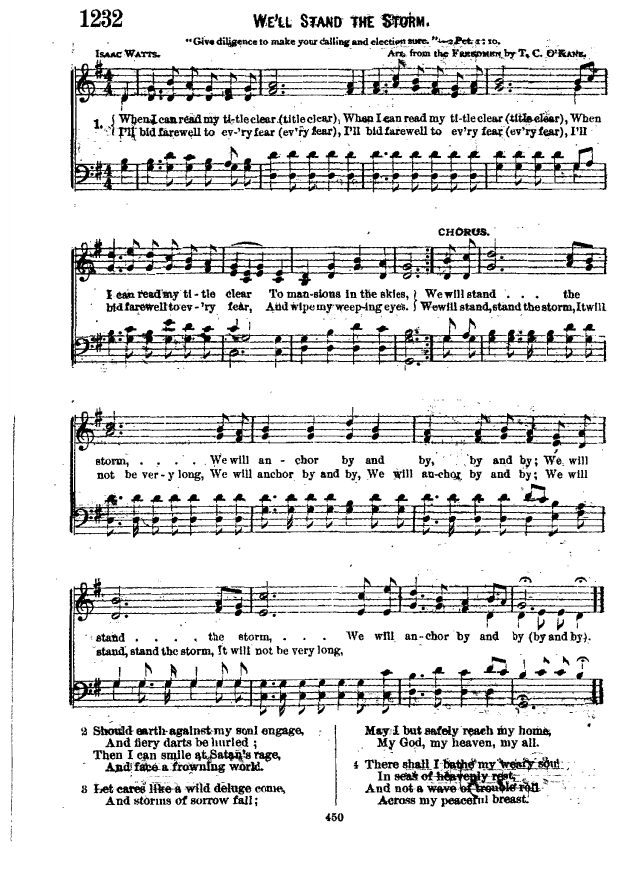 1232
WE'LL STAND THE STORM.
"Give diligence to make your calling and election sure."—2 Pet. 1: 10.
ISAAC WATTS. Arr. from the FREEDMEN by T. C. O'KANE.
1. { When I can read my ti-tle clear (title clear), When I can read my ti-tle clear (title clear), When
I'll bid farewell to ev-'ry fear (ev'ry fear), I'll bid farewell to ev'ry fear (ev'ry fear), I'll
CHORUS.
I can read my ti-tle clear To man-sions in the skies, } We will stand . . . the
bid farewell to ev-'ry fear, And wipe my weep-ing eyes. } We will stand, stand the storm, It will
storm, . . . . We will an-chor by and by, by and by; We will
not be ver-y long, We will anchor by and by, We will an-chor by and by; We will
stand . . . . the storm, . . . . We will an-chor by and by (by and by).
stand, stand the storm, It will not be very long,
2 Should earth against my soul engage,
And fiery darts be hurled;
Then I can smile at Satan's rage,
And face a frowning world.
3 Let cares like a wild deluge come,
And storms of sorrow fall;
May I but safely reach my home,
My God, my heaven, my all.
4 There shall I bathe my weary soul
In seas of heavenly rest,
And not a wave of trouble roll
Across my peaceful breast.
450